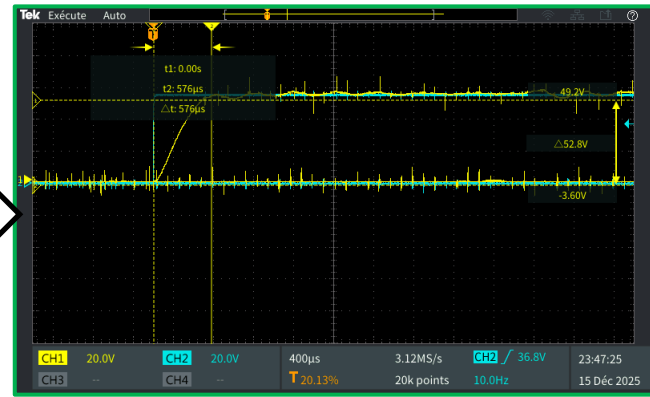 Tek Exécute Auto
T
2
t1: 0.00s
t2: 576µs
△t: 576µs
49.2V
△52.8V
-3.60V
1
CH1 20.0V CH2 20.0V 400µs 3.12MS/s CH2 36.8V 23:47:25
CH3 -- CH4 -- T 20.13% 20k points 10.0Hz 15 Déc 2025